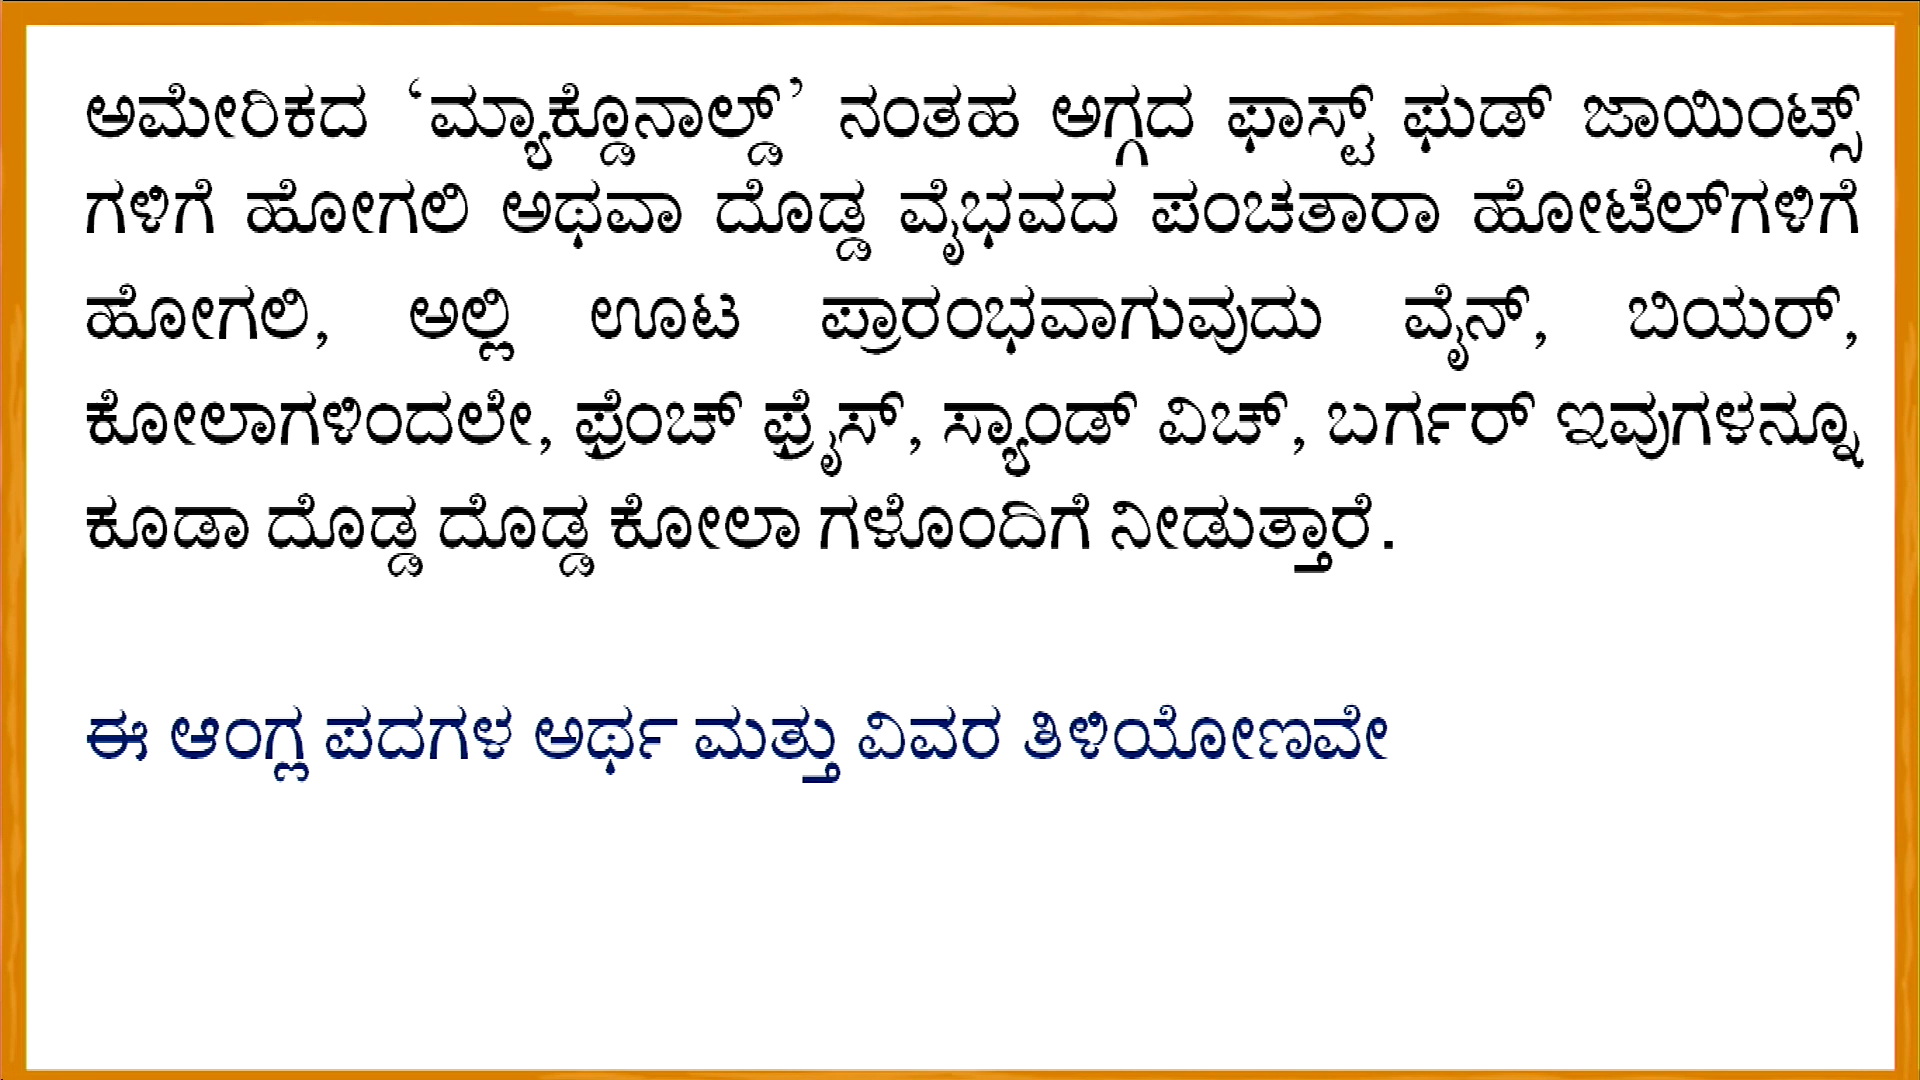 ಅಮೇರಿಕದ ‘ಮ್ಯಾಕ್ಡೊನಾಲ್ಡ್’ ನಂತಹ ಅಗ್ಗದ ಫಾಸ್ಟ್ ಫುಡ್ ಜಾಯಿಂಟ್ಸ್
ಗಳಿಗೆ ಹೋಗಲಿ ಅಥವಾ ದೊಡ್ಡ ವೈಭವದ ಪಂಚತಾರಾ ಹೋಟೆಲ್‌ಗಳಿಗೆ
ಹೋಗಲಿ, ಅಲ್ಲಿ ಊಟ ಪ್ರಾರಂಭವಾಗುವುದು ವೈನ್, ಬಿಯರ್,
ಕೋಲಾಗಳಿಂದಲೇ, ಫ್ರೆಂಚ್ ಫ್ರೈಸ್, ಸ್ಯಾಂಡ್ ವಿಚ್, ಬರ್ಗರ್ ಇವುಗಳನ್ನೂ
ಕೂಡಾ ದೊಡ್ಡ ದೊಡ್ಡ ಕೋಲಾ ಗಳೊಂದಿಗೆ ನೀಡುತ್ತಾರೆ.
ಈ ಆಂಗ್ಲ ಪದಗಳ ಅರ್ಥ ಮತ್ತು ವಿವರ ತಿಳಿಯೋಣವೇ